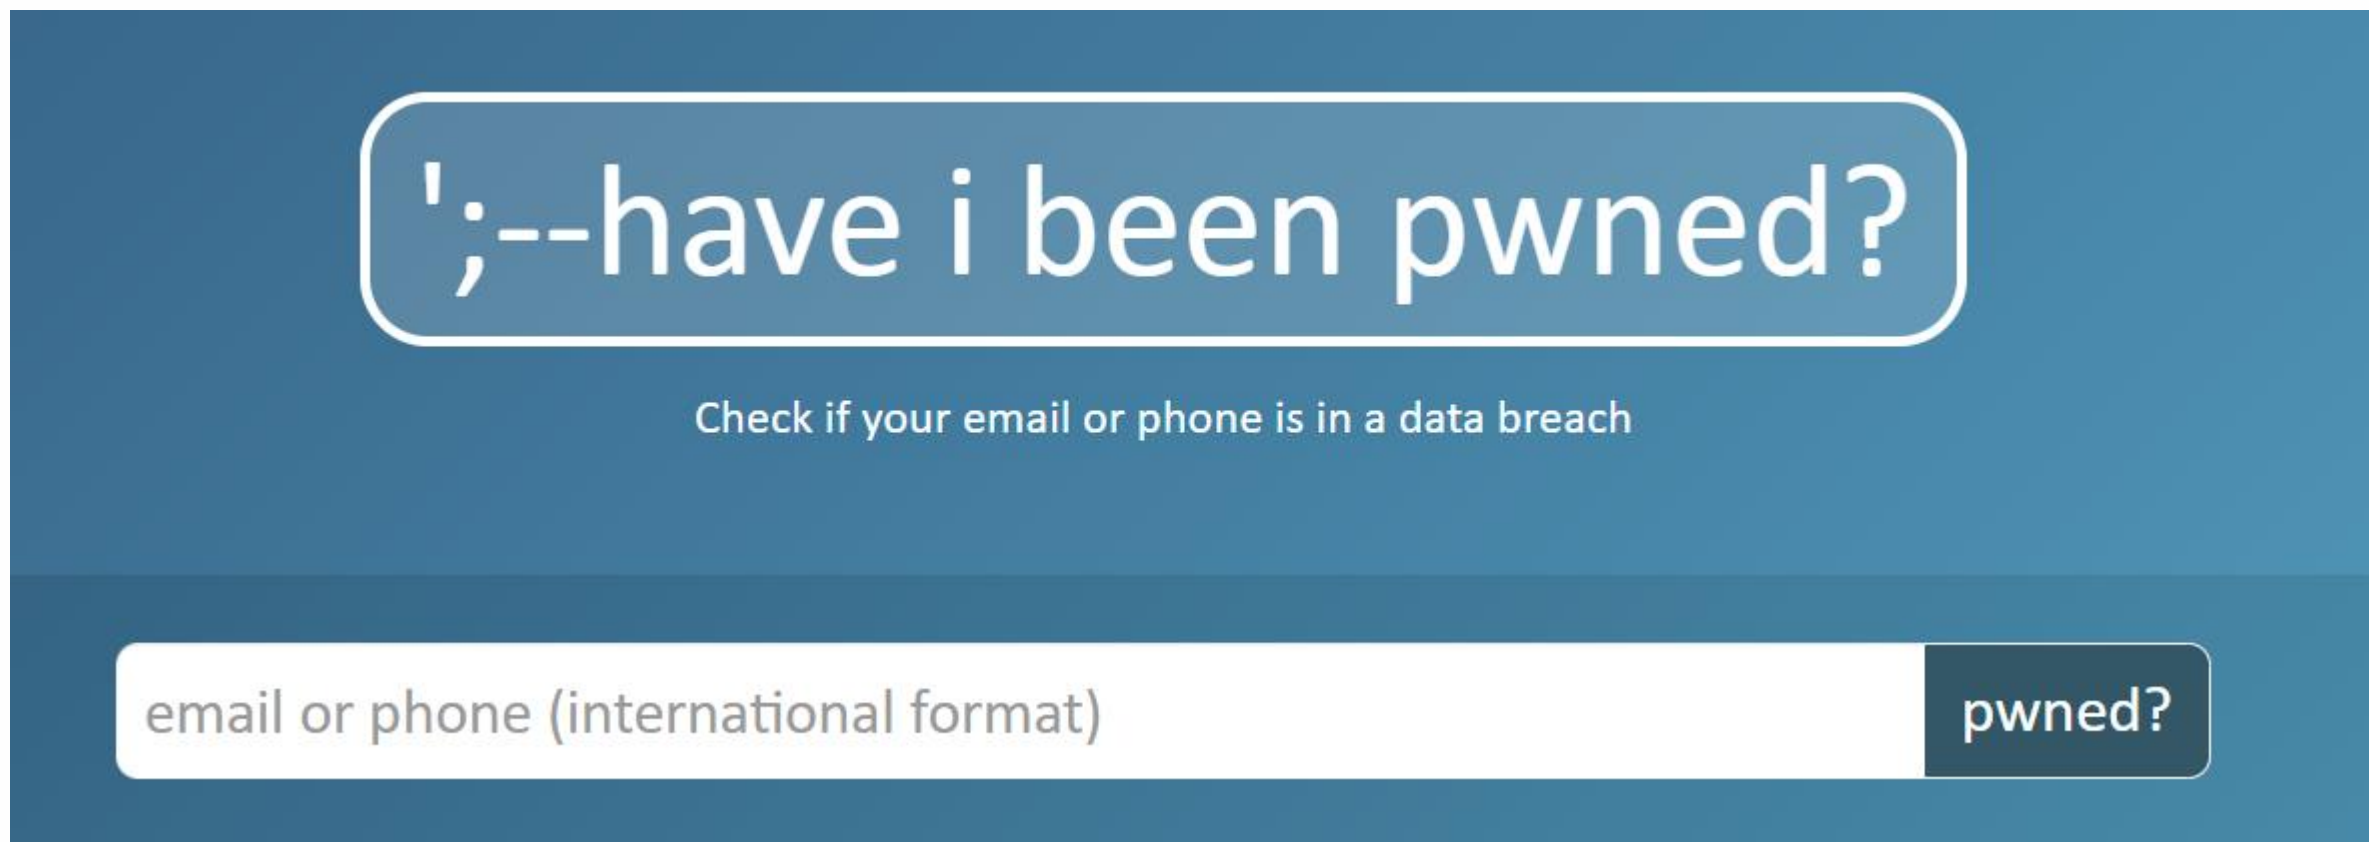 ';--have i been pwned?
Check if your email or phone is in a data breach
email or phone (international format)
pwned?